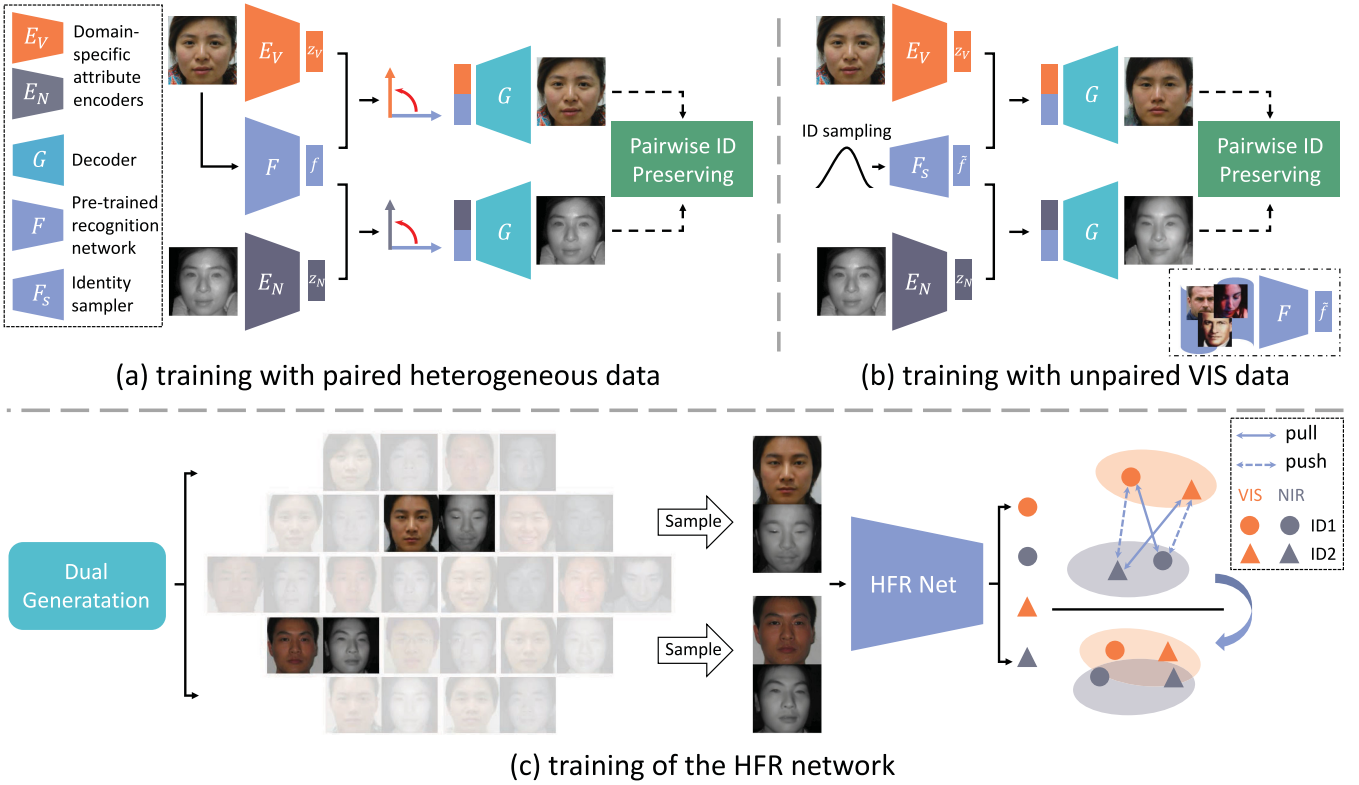 E_V
Domain-
specific
attribute
encoders
E_N
G
Decoder
F
Pre-trained
recognition
network
F_S
Identity
sampler
E_V
z_V
F
f
E_N
z_N
G
G
Pairwise ID
Preserving
(a) training with paired heterogeneous data
E_V
z_V
ID sampling
F_S
f̃
E_N
z_N
G
G
Pairwise ID
Preserving
F
f̃
(b) training with unpaired VIS data
Dual
Generatation
Sample
Sample
HFR Net
pull
push
VIS NIR
ID1
ID2
(c) training of the HFR network